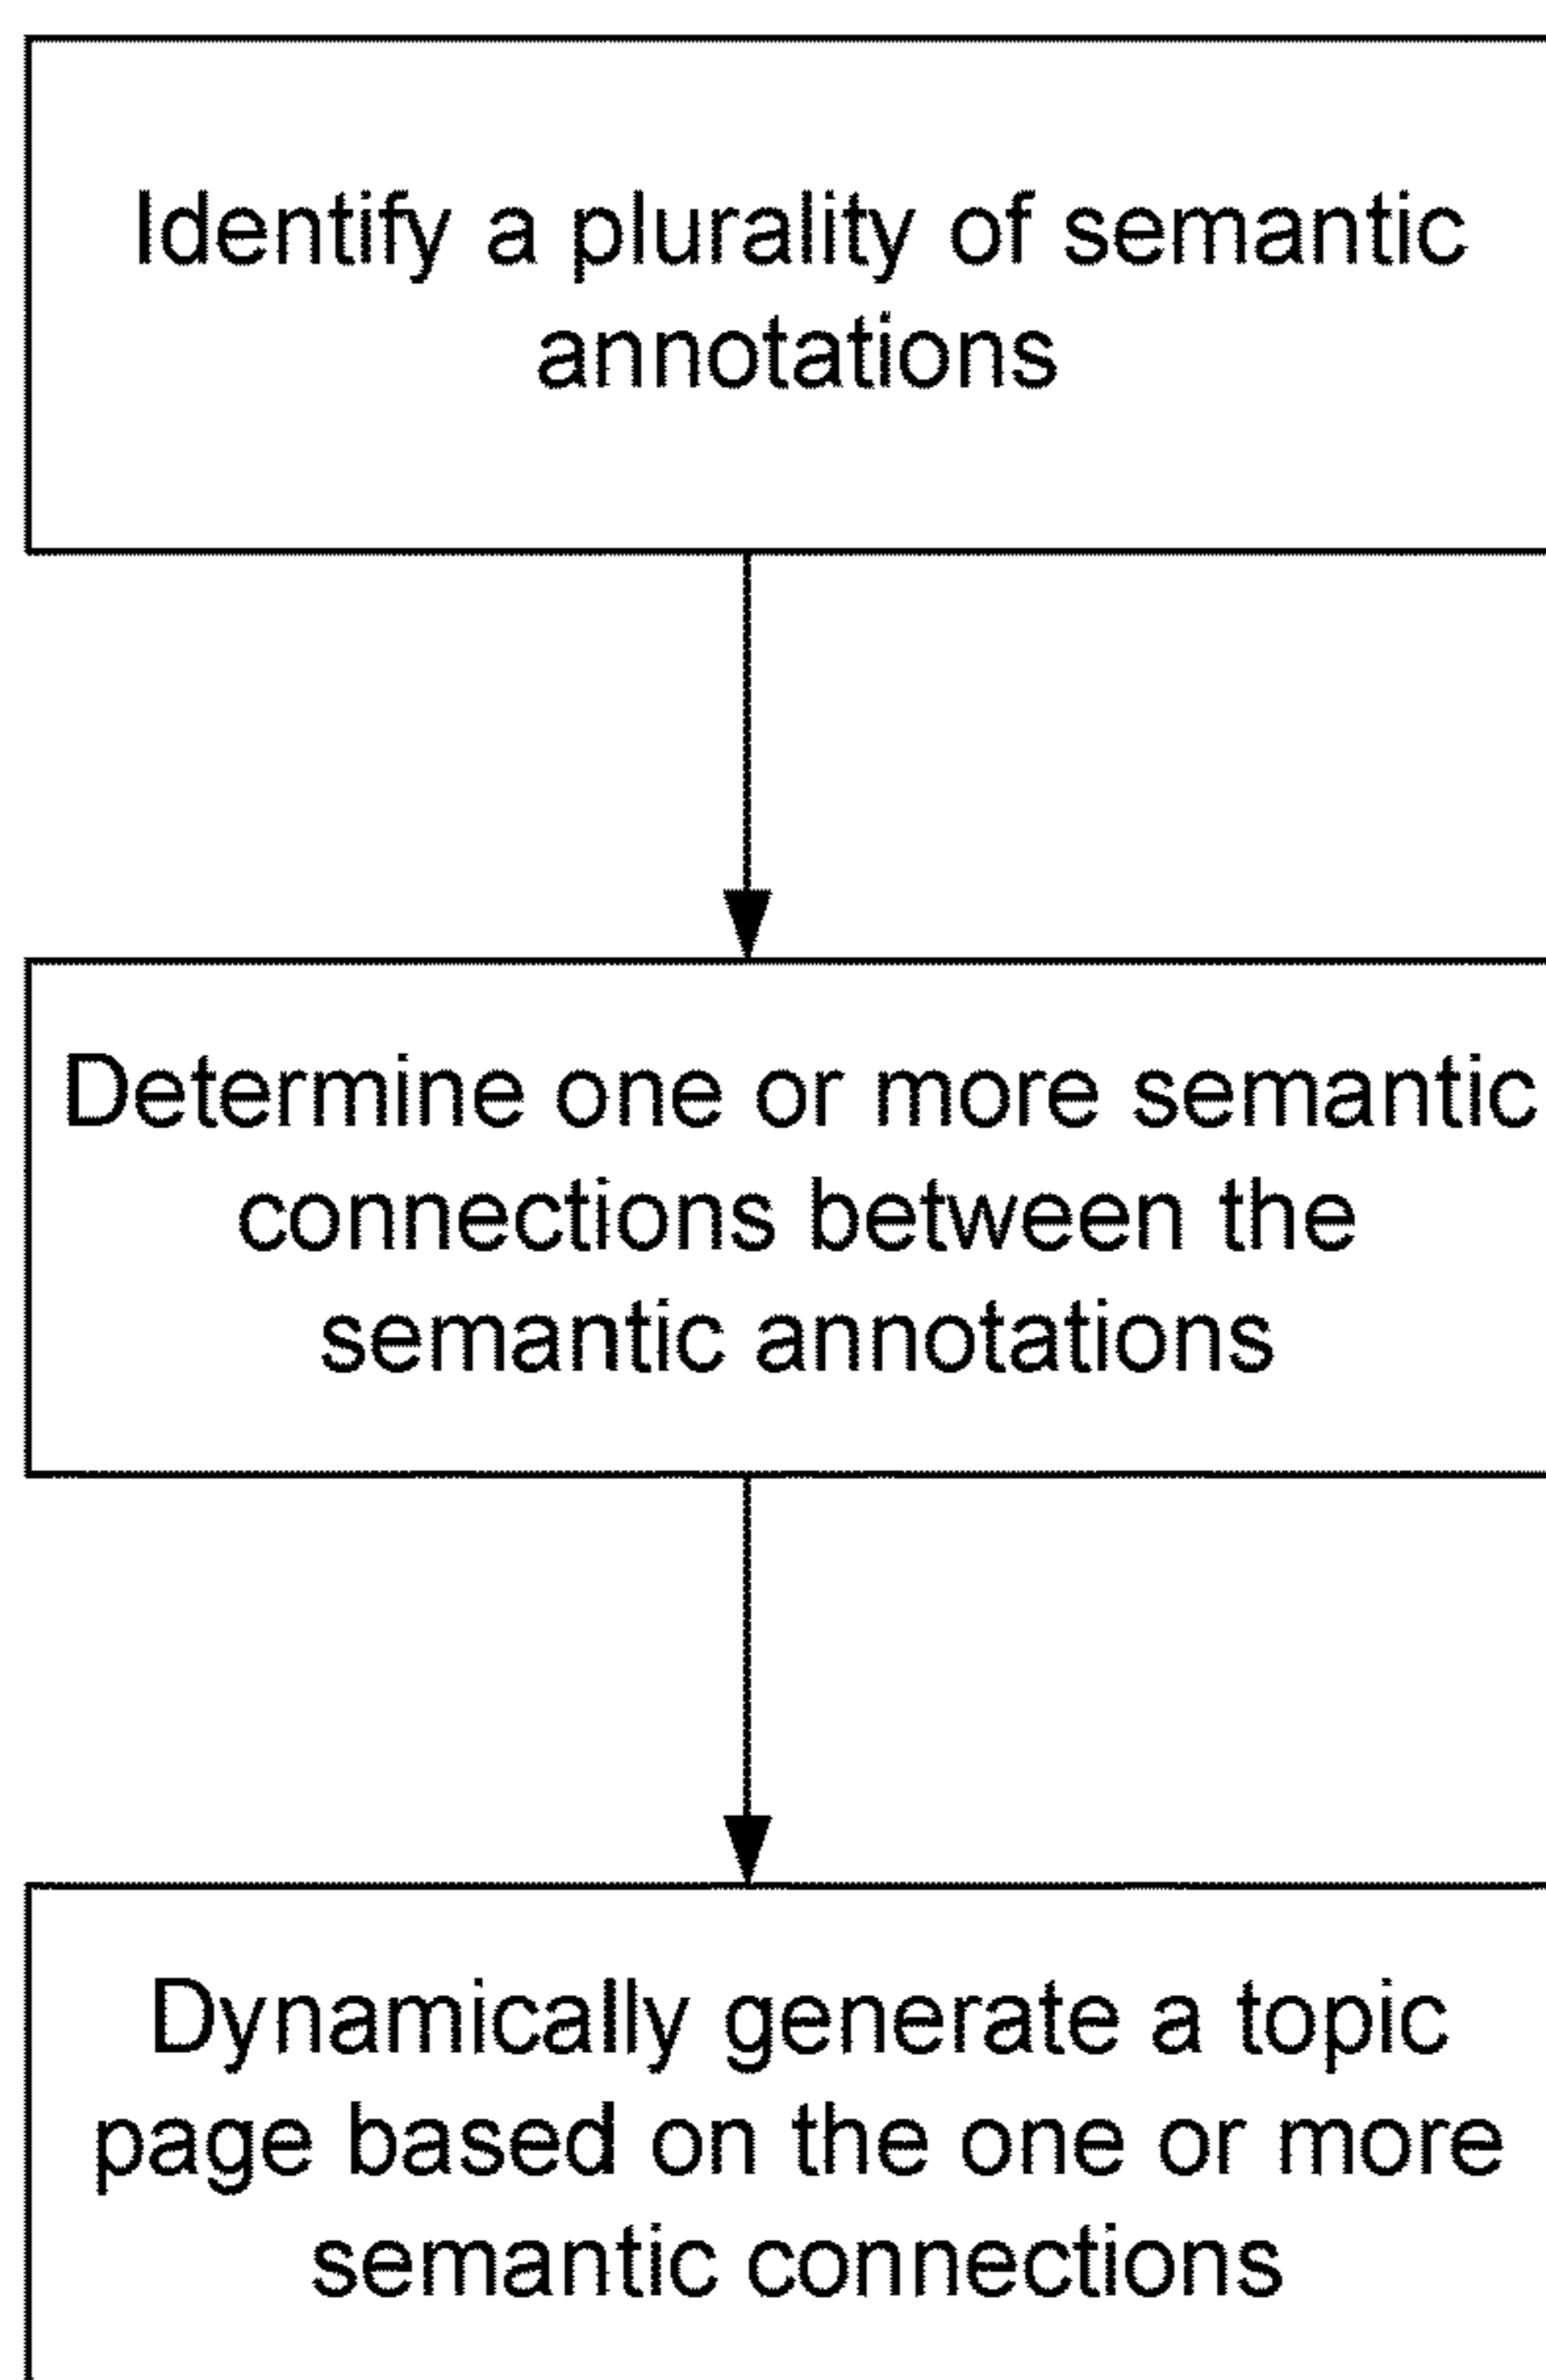 Identify a plurality of semantic
annotations
Determine one or more semantic
connections between the
semantic annotations
Dynamically generate a topic
page based on the one or more
semantic connections